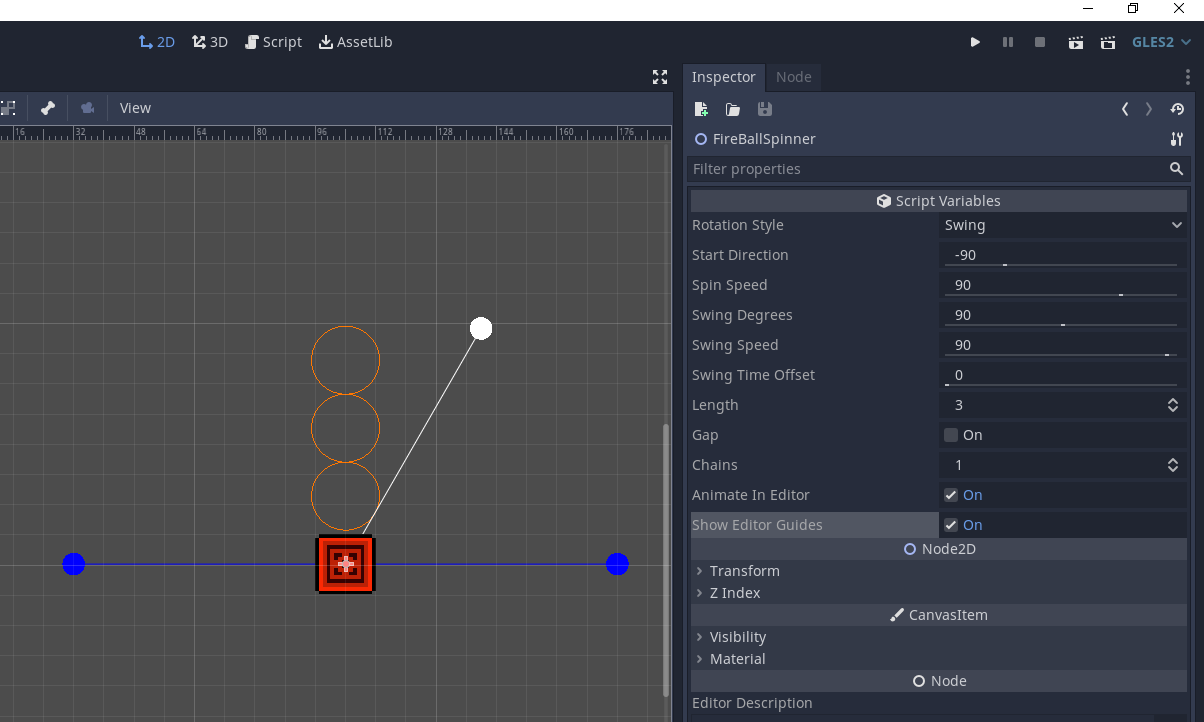 2D 3D Script AssetLib GLES2
Inspector Node
View
16 32 48 64 80 96 112 128 144 160 176
FireBallSpinner
Filter properties
Script Variables
Rotation Style Swing
Start Direction -90
Spin Speed 90
Swing Degrees 90
Swing Speed 90
Swing Time Offset 0
Length 3
Gap On
Chains 1
Animate In Editor On
Show Editor Guides On
Node2D
Transform
Z Index
CanvasItem
Visibility
Material
Node
Editor Description